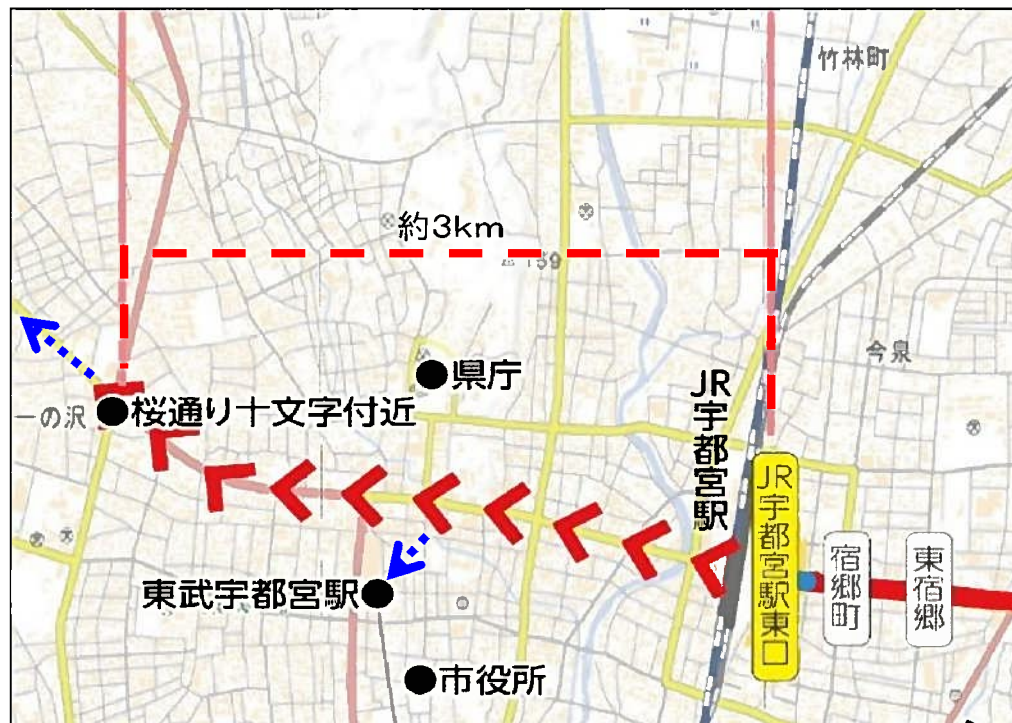 竹林町
約3km
159
今泉
県庁
一の沢
桜通り十文字付近
JR宇都宮駅
JR宇都宮駅東口
宿郷町
東宿郷
東武宇都宮駅
市役所